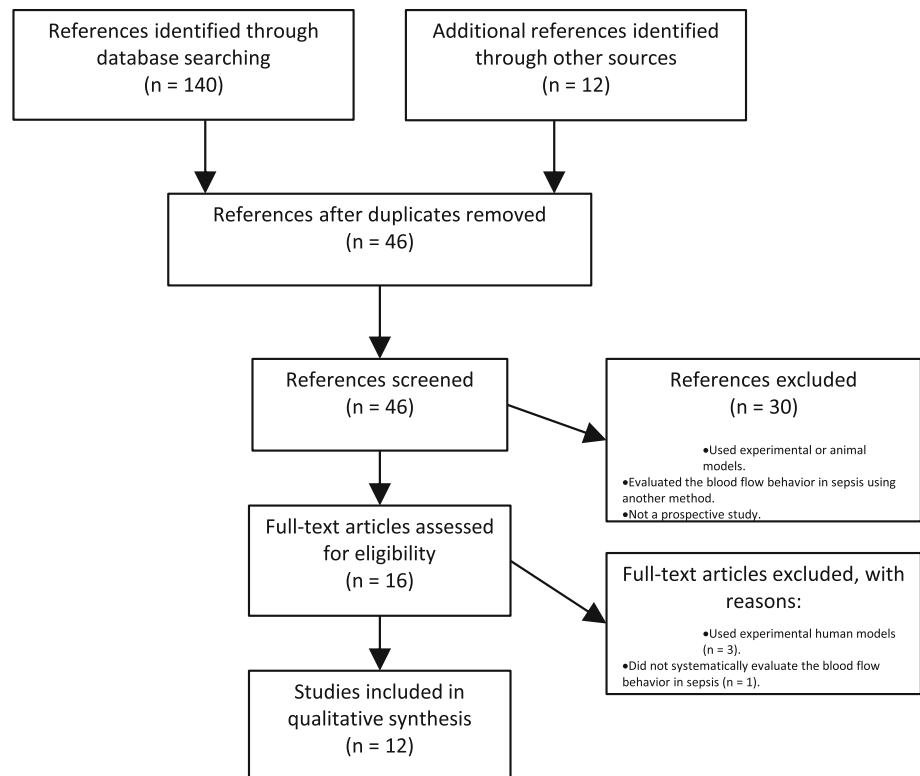 References identified through
database searching
(n = 140)
Additional references identified
through other sources
(n = 12)
References after duplicates removed
(n = 46)
References screened
(n = 46)
References excluded
(n = 30)
•Used experimental or animal
models.
•Evaluated the blood flow behavior in sepsis using
another method.
•Not a prospective study.
Full-text articles assessed
for eligibility
(n = 16)
Full-text articles excluded, with
reasons:
•Used experimental human models
(n = 3).
•Did not systematically evaluate the blood flow
behavior in sepsis (n = 1).
Studies included in
qualitative synthesis
(n = 12)